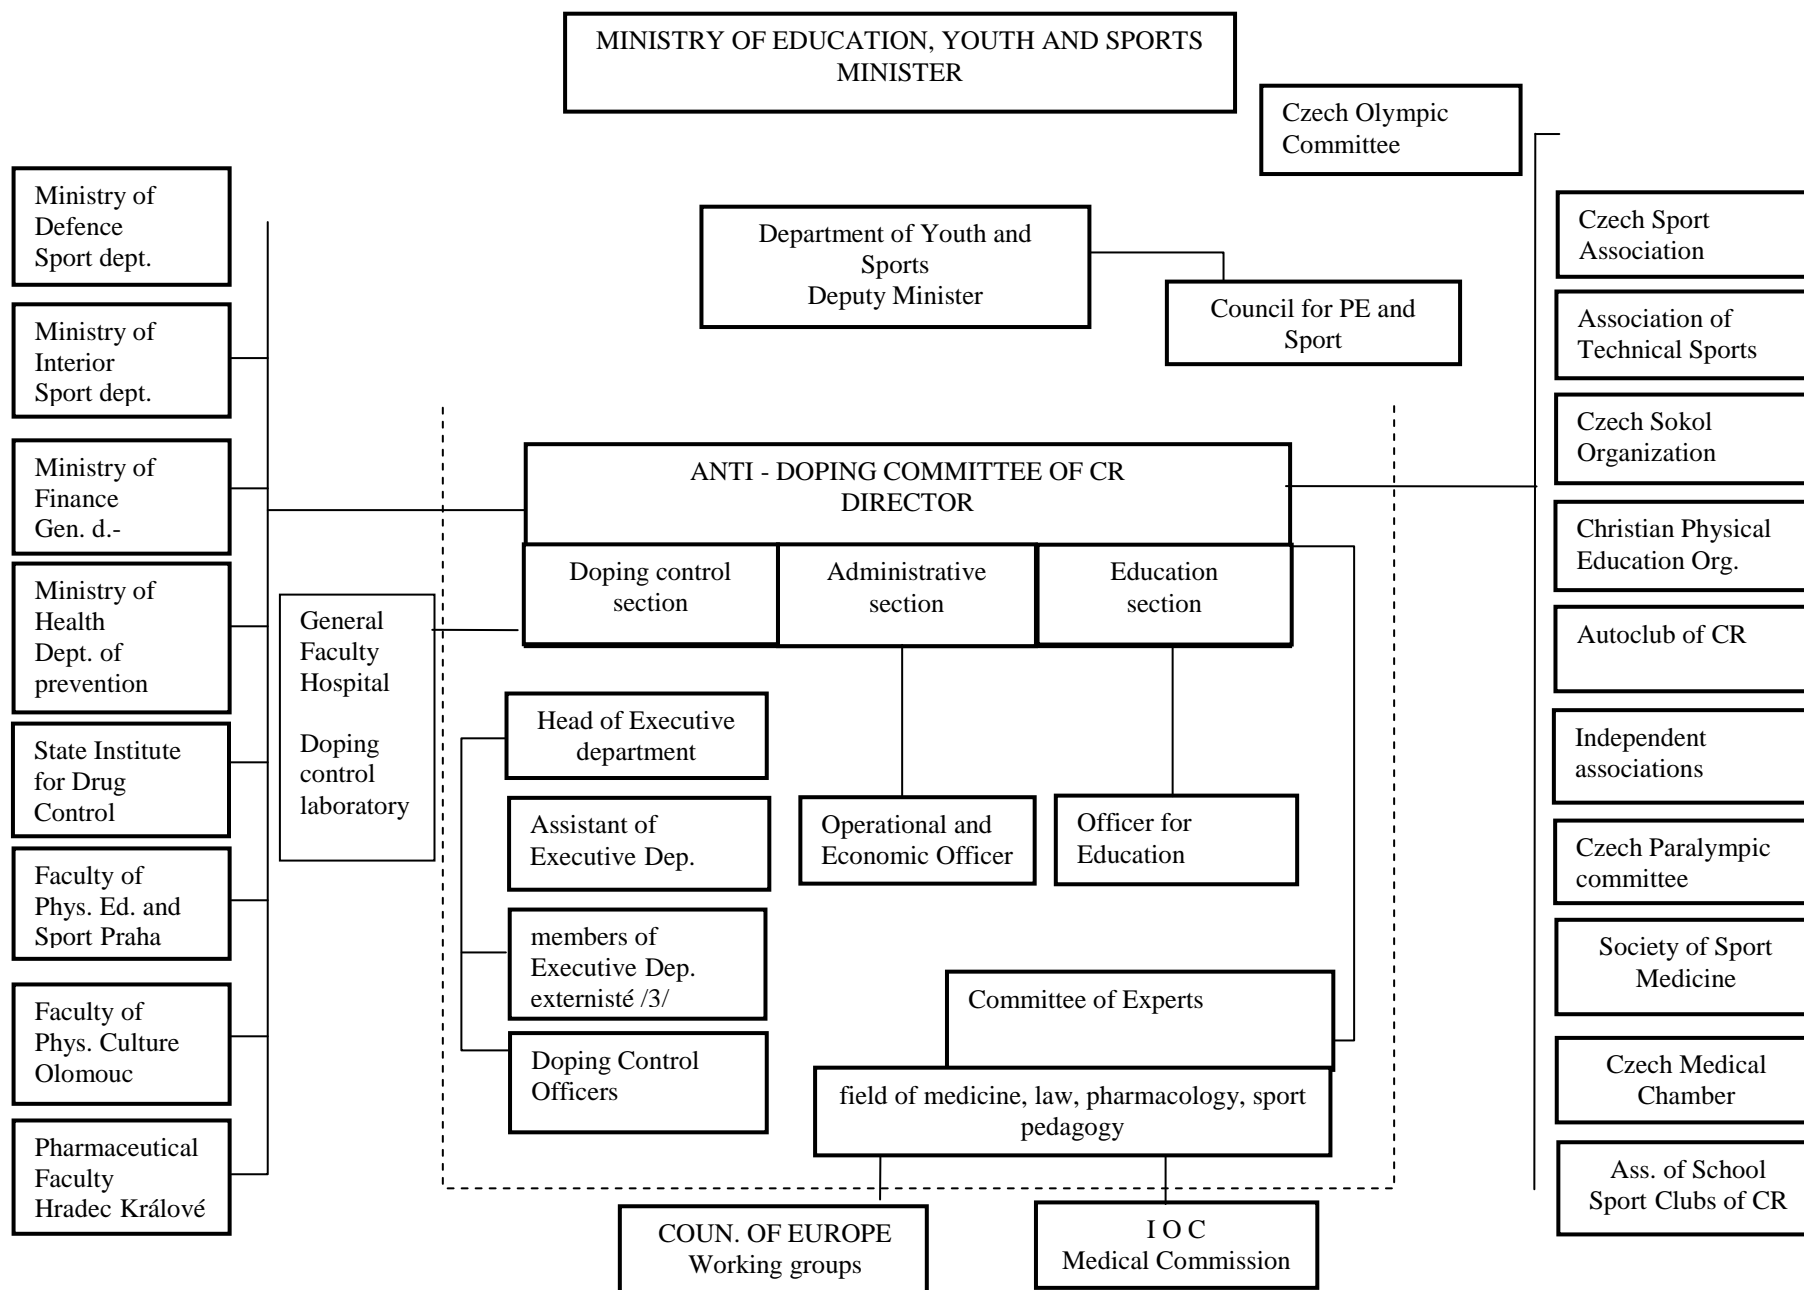 MINISTRY OF EDUCATION, YOUTH AND SPORTS
MINISTER
Czech Olympic
Committee
Ministry of
Defence
Sport dept.
Department of Youth and
Sports
Deputy Minister
Czech Sport
Association
Ministry of
Interior
Sport dept.
Council for PE and
Sport
Association of
Technical Sports
Ministry of
Finance
Gen. d.-
ANTI - DOPING COMMITTEE OF CR
DIRECTOR
Czech Sokol
Organization
Christian Physical
Education Org.
Ministry of
Health
Dept. of
prevention
General
Faculty
Hospital
Doping
control
laboratory
Doping control
section
Administrative
section
Education
section
Autoclub of CR
Head of Executive
department
Independent
associations
State Institute
for Drug
Control
Assistant of
Executive Dep.
Operational and
Economic Officer
Officer for
Education
Czech Paralympic
committee
Faculty of
Phys. Ed. and
Sport Praha
members of
Executive Dep.
externisté /3/
Society of Sport
Medicine
Committee of Experts
Faculty of
Phys. Culture
Olomouc
Doping Control
Officers
field of medicine, law, pharmacology, sport
pedagogy
Czech Medical
Chamber
Pharmaceutical
Faculty
Hradec Králové
Ass. of School
Sport Clubs of CR
COUN. OF EUROPE
Working groups
I O C
Medical Commission